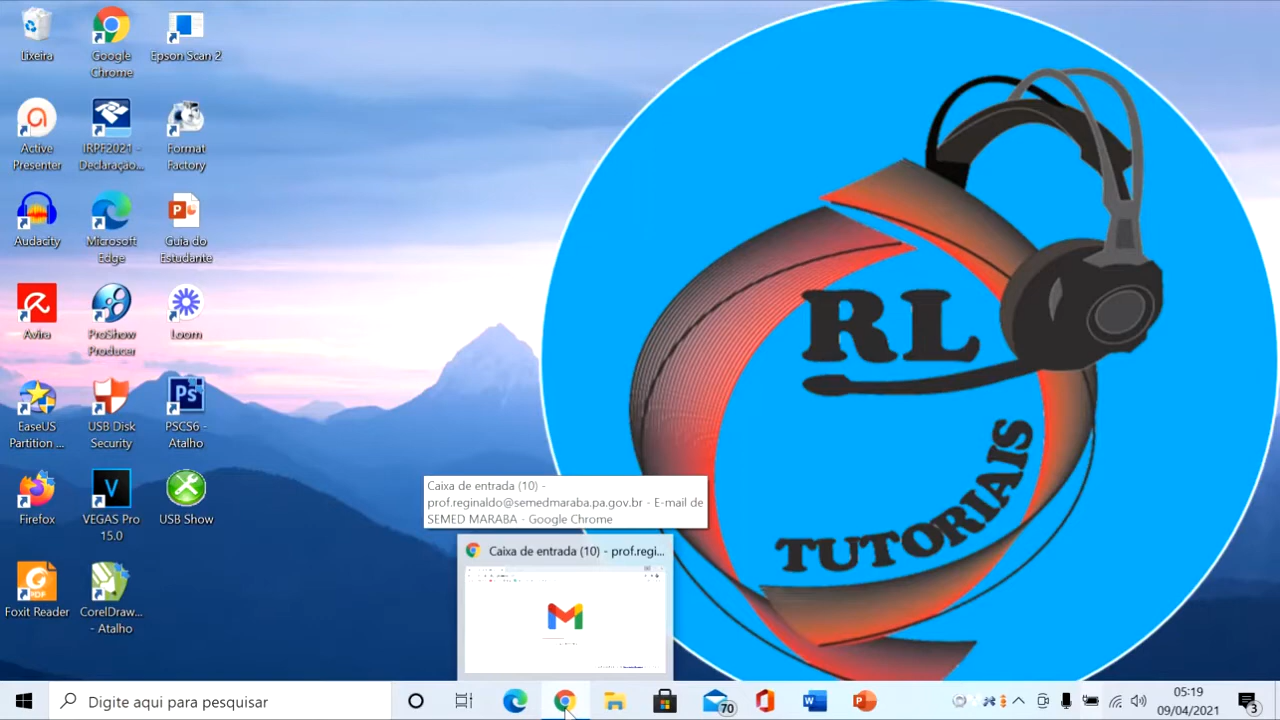 Lixeira
Google
Chrome
Epson Scan 2
Active
Presenter
IRPF2021 -
Declaração...
Format
Factory
Audacity
Microsoft
Edge
Guia do
Estudante
Avira
ProShow
Producer
Loom
EaseUS
Partition ...
USB Disk
Security
PSCS6 -
Atalho
Firefox
VEGAS Pro
15.0
USB Show
Foxit Reader
CorelDraw...
- Atalho
RL
TUTORIAIS
Caixa de entrada (10) -
prof.reginaldo@semedmaraba.pa.gov.br - E-mail de
SEMED MARABA - Google Chrome
Caixa de entrada (10) - prof.regi...
Digite aqui para pesquisar
70
05:19
09/04/2021
3